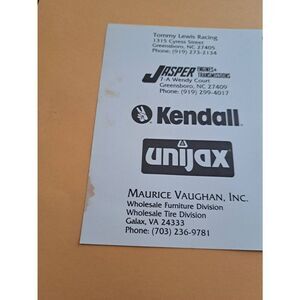 Tommy Lewis Racing
1315 Cyress Street
Greensboro, NC 27405
Phone: (919) 273-2134
JASPER ENGINES & TRANSMISSIONS
7-A Wendy Court
Greensboro, NC 27409
Phone: (919) 299-4017
Kendall
unijax
MAURICE VAUGHAN, INC.
Wholesale Furniture Division
Wholesale Tire Division
Galax, VA 24333
Phone: (703) 236-9781